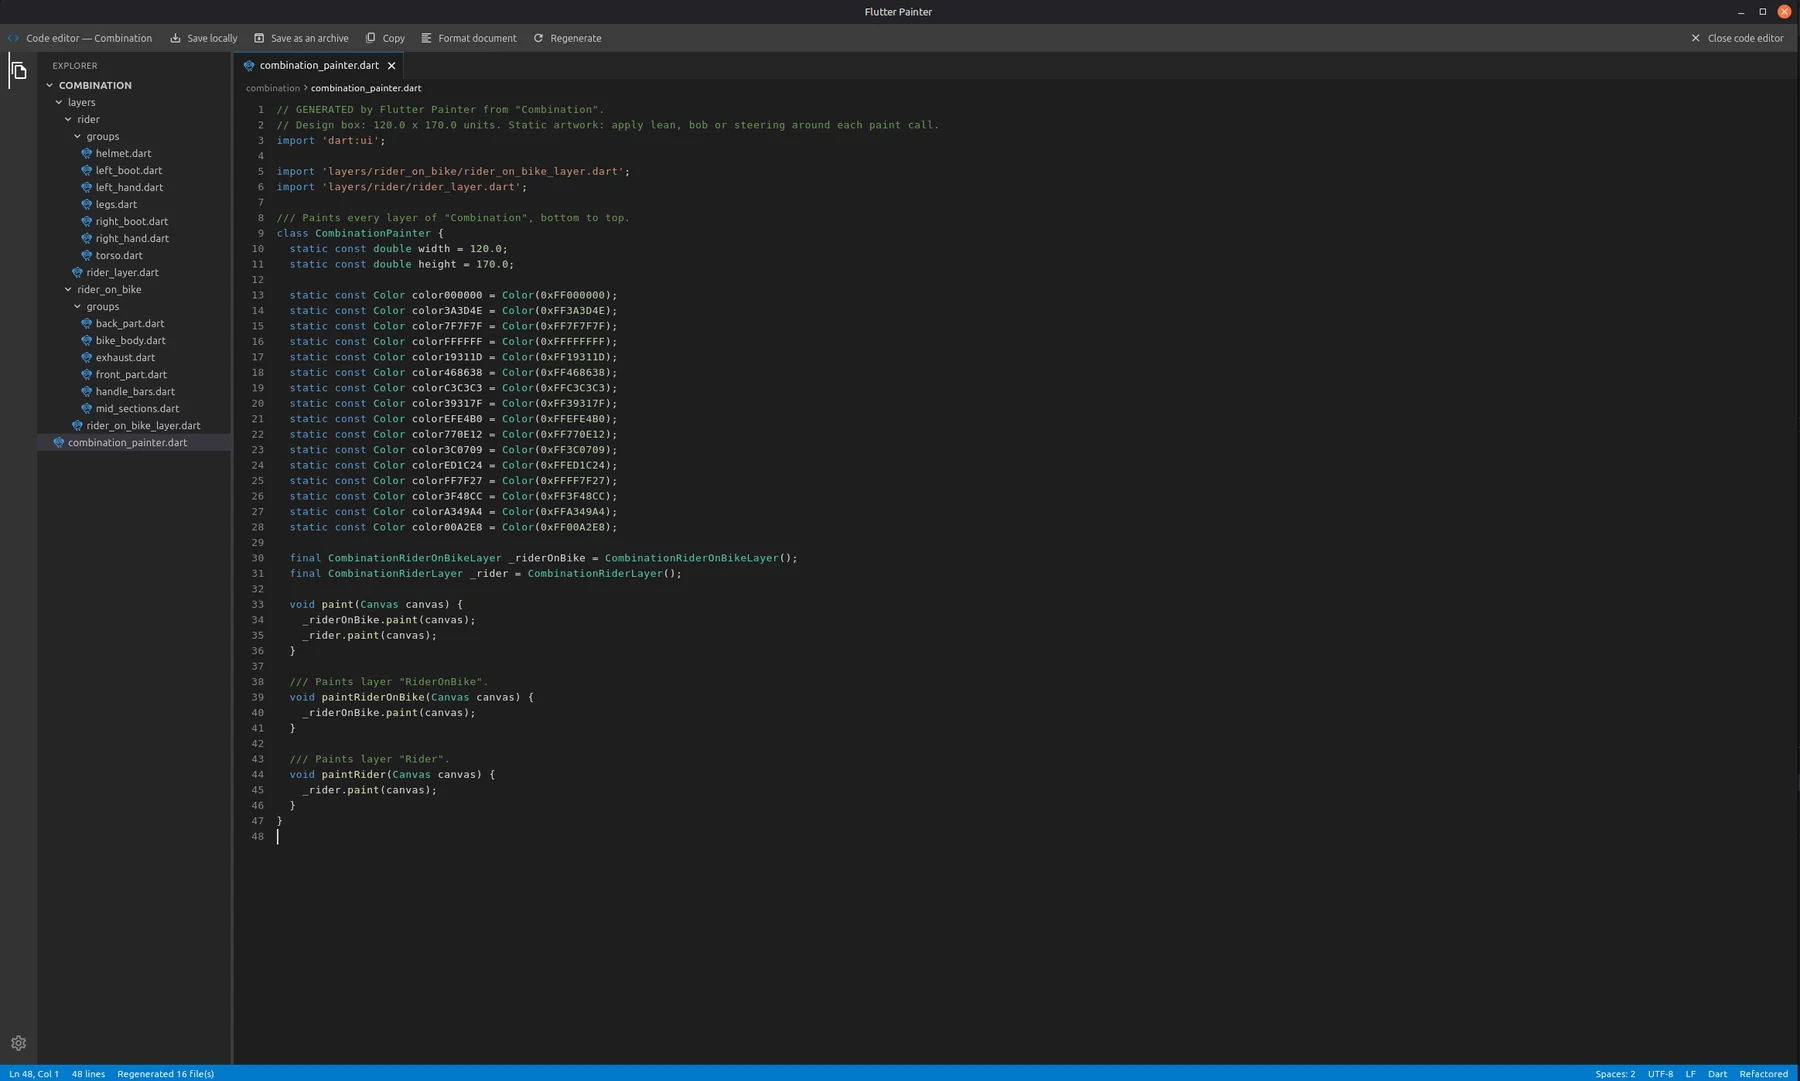 Flutter Painter
Code editor — Combination
Save locally
Save as an archive
Copy
Format document
Regenerate
Close code editor
EXPLORER
COMBINATION
layers
rider
groups
helmet.dart
left_boot.dart
left_hand.dart
legs.dart
right_boot.dart
right_hand.dart
torso.dart
rider_layer.dart
rider_on_bike
groups
back_part.dart
bike_body.dart
exhaust.dart
front_part.dart
handle_bars.dart
mid_sections.dart
rider_on_bike_layer.dart
combination_painter.dart
combination_painter.dart
combination > combination_painter.dart
1 // GENERATED by Flutter Painter from "Combination".
2 // Design box: 120.0 x 170.0 units. Static artwork: apply lean, bob or steering around each paint call.
3 import 'dart:ui';
4
5 import 'layers/rider_on_bike/rider_on_bike_layer.dart';
6 import 'layers/rider/rider_layer.dart';
7
8 /// Paints every layer of "Combination", bottom to top.
9 class CombinationPainter {
10 static const double width = 120.0;
11 static const double height = 170.0;
12
13 static const Color color000000 = Color(0xFF000000);
14 static const Color color3A3D4E = Color(0xFF3A3D4E);
15 static const Color color7F7F7F = Color(0xFF7F7F7F);
16 static const Color colorFFFFFF = Color(0xFFFFFFFF);
17 static const Color color19311D = Color(0xFF19311D);
18 static const Color color468638 = Color(0xFF468638);
19 static const Color colorC3C3C3 = Color(0xFFC3C3C3);
20 static const Color color39317F = Color(0xFF39317F);
21 static const Color colorEFE4B0 = Color(0xFFEFE4B0);
22 static const Color color770E12 = Color(0xFF770E12);
23 static const Color color3C0709 = Color(0xFF3C0709);
24 static const Color colorED1C24 = Color(0xFFED1C24);
25 static const Color colorFF7F27 = Color(0xFFFF7F27);
26 static const Color color3F48CC = Color(0xFF3F48CC);
27 static const Color colorA349A4 = Color(0xFFA349A4);
28 static const Color color00A2E8 = Color(0xFF00A2E8);
29
30 final CombinationRiderOnBikeLayer _riderOnBike = CombinationRiderOnBikeLayer();
31 final CombinationRiderLayer _rider = CombinationRiderLayer();
32
33 void paint(Canvas canvas) {
34 _riderOnBike.paint(canvas);
35 _rider.paint(canvas);
36 }
37
38 /// Paints layer "RiderOnBike".
39 void paintRiderOnBike(Canvas canvas) {
40 _riderOnBike.paint(canvas);
41 }
42
43 /// Paints layer "Rider".
44 void paintRider(Canvas canvas) {
45 _rider.paint(canvas);
46 }
47 }
48
Ln 48, Col 1
48 lines
Regenerated 16 file(s)
Spaces: 2
UTF-8
LF
Dart
Refactored